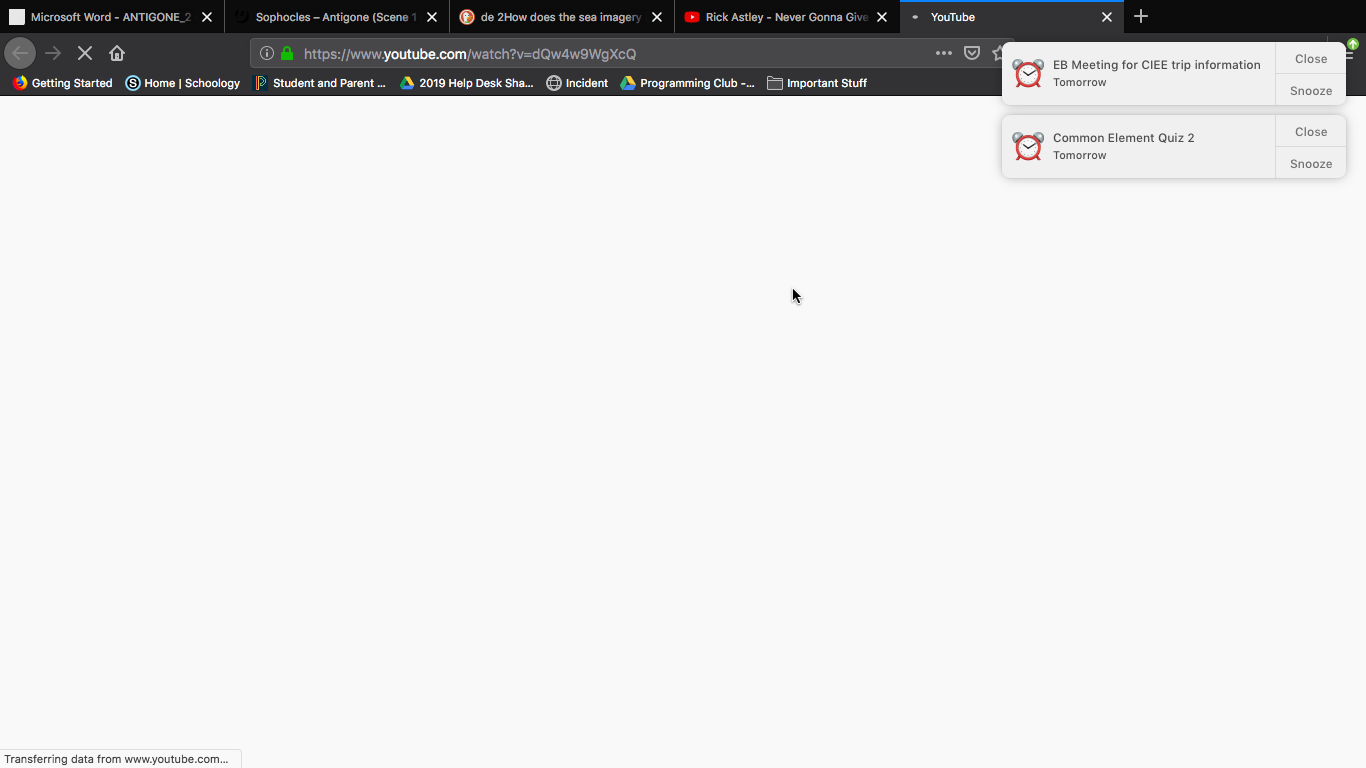 Microsoft Word - ANTIGONE_2
Sophocles – Antigone (Scene 1
de 2How does the sea imagery
Rick Astley - Never Gonna Give
YouTube
https://www.youtube.com/watch?v=dQw4w9WgXcQ
Getting Started
Home | Schoology
Student and Parent ...
2019 Help Desk Sha...
Incident
Programming Club -...
Important Stuff
EB Meeting for CIEE trip information
Tomorrow
Close
Snooze
Common Element Quiz 2
Tomorrow
Close
Snooze
Transferring data from www.youtube.com...